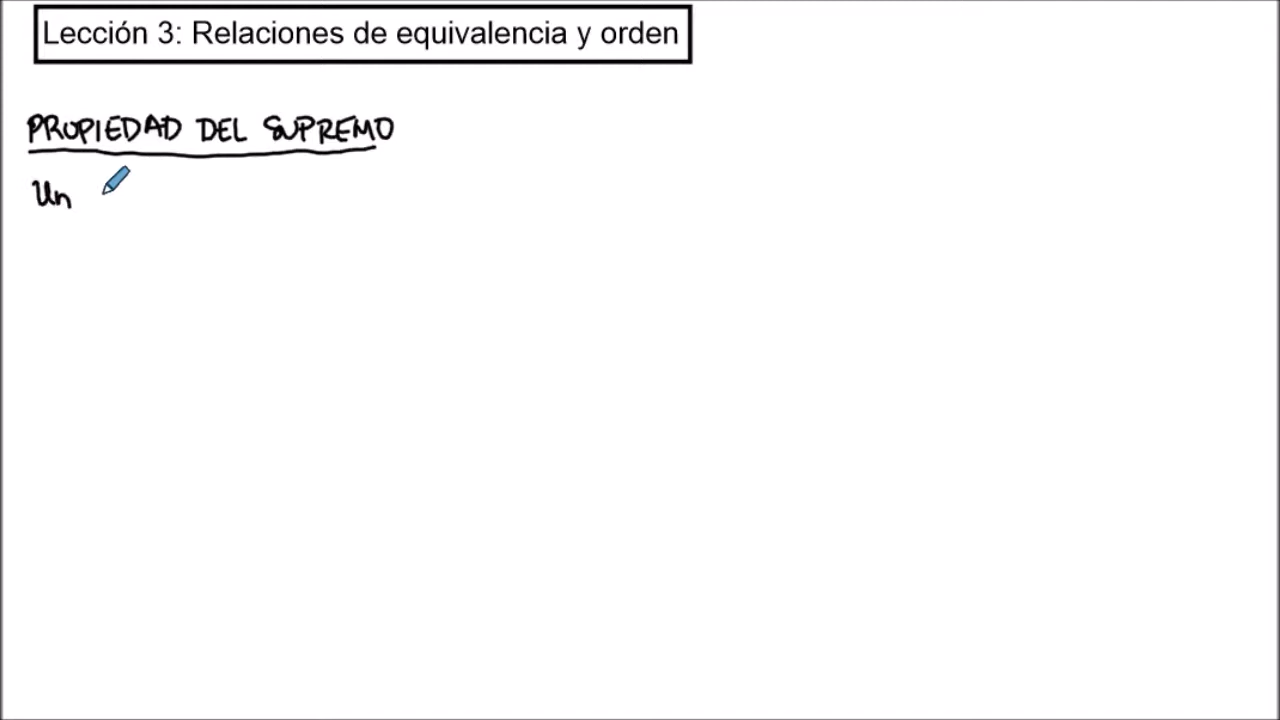 Lección 3: Relaciones de equivalencia y orden
PROPIEDAD DEL SUPREMO
Un